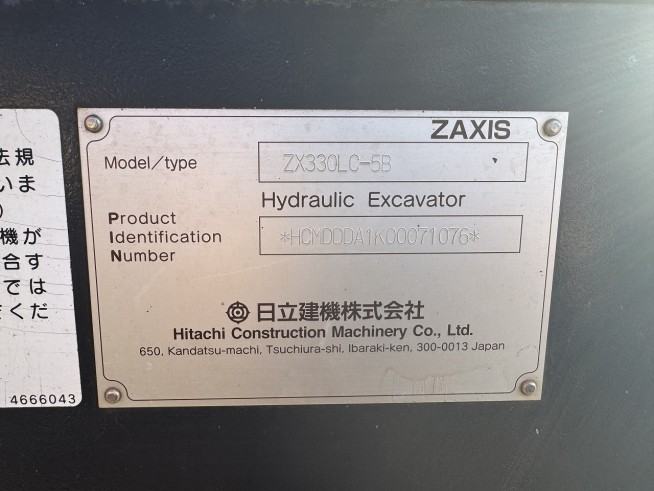 法規
いま
)
機が
合す
では
くだ
4666043
ZAXIS
Model/type
ZX330LC-5B
Hydraulic Excavator
Product
Identification
Number
*HCMDDDA1K00071076*
日立建機株式会社
Hitachi Construction Machinery Co., Ltd.
650, Kandatsu-machi, Tsuchiura-shi, Ibaraki-ken, 300-0013 Japan